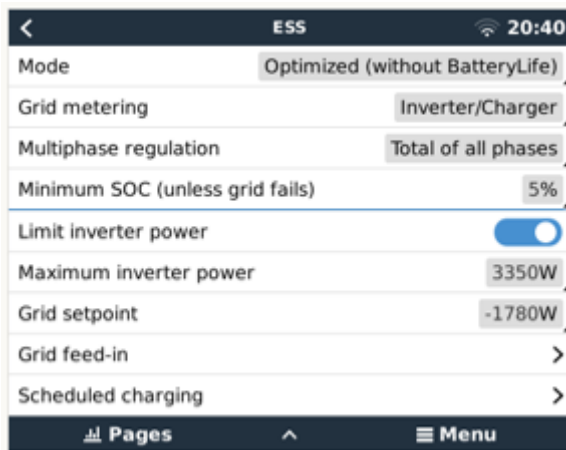 ESS 20:40
Mode Optimized (without BatteryLife)
Grid metering Inverter/Charger
Multiphase regulation Total of all phases
Minimum SOC (unless grid fails) 5%
Limit inverter power
Maximum inverter power 3350W
Grid setpoint -1780W
Grid feed-in
Scheduled charging
Pages Menu